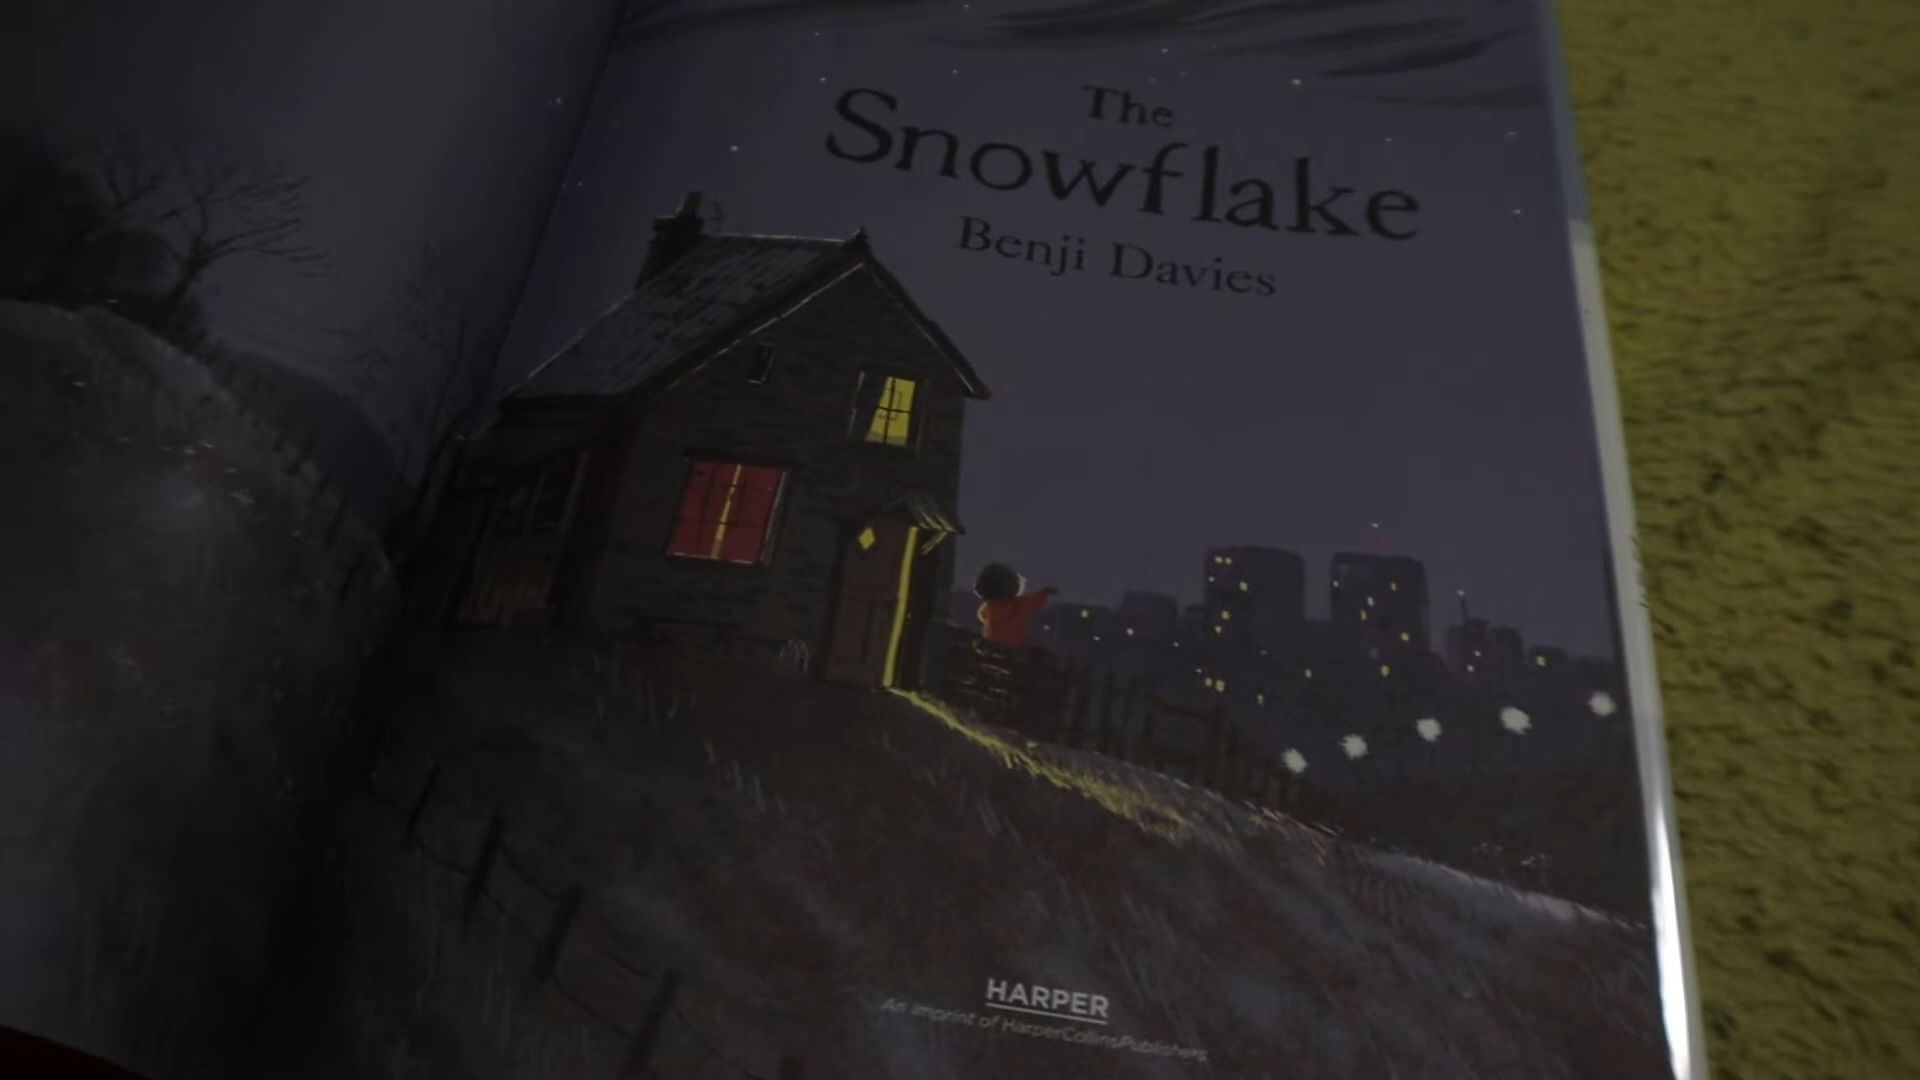 The
Snowflake
Benji Davies
HARPER
An Imprint of HarperCollinsPublishers